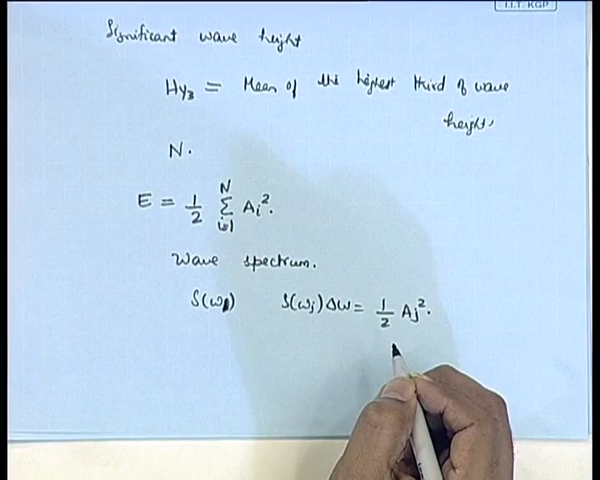 I.I.T. KGP
Significant wave height
H1/3 = Mean of the highest third of wave
height.
N.
E = 1/2 N∑i=1 Ai².
Wave spectrum.
S(ω) S(ωj)Δω = 1/2 Aj².